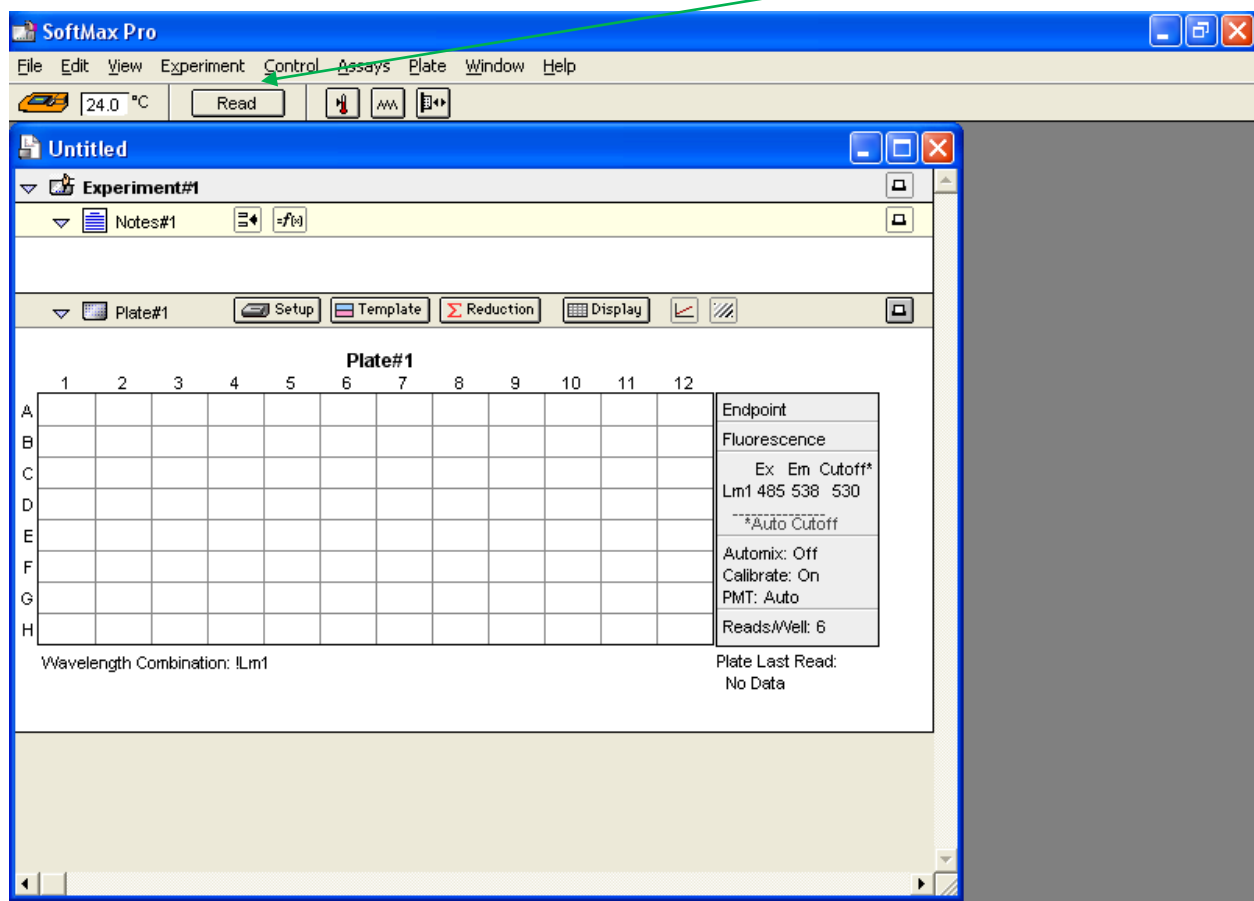 SoftMax Pro
File Edit View Experiment Control Assays Plate Window Help
24.0 °C Read
Untitled
Experiment#1
Notes#1 =f(x)
Plate#1 Setup Template Reduction Display
Plate#1
1 2 3 4 5 6 7 8 9 10 11 12
A
B
C
D
E
F
G
H
Endpoint
Fluorescence
Ex Em Cutoff*
Lm1 485 538 530
*Auto Cutoff
Automix: Off
Calibrate: On
PMT: Auto
Reads/Well: 6
Wavelength Combination: !Lm1
Plate Last Read:
No Data